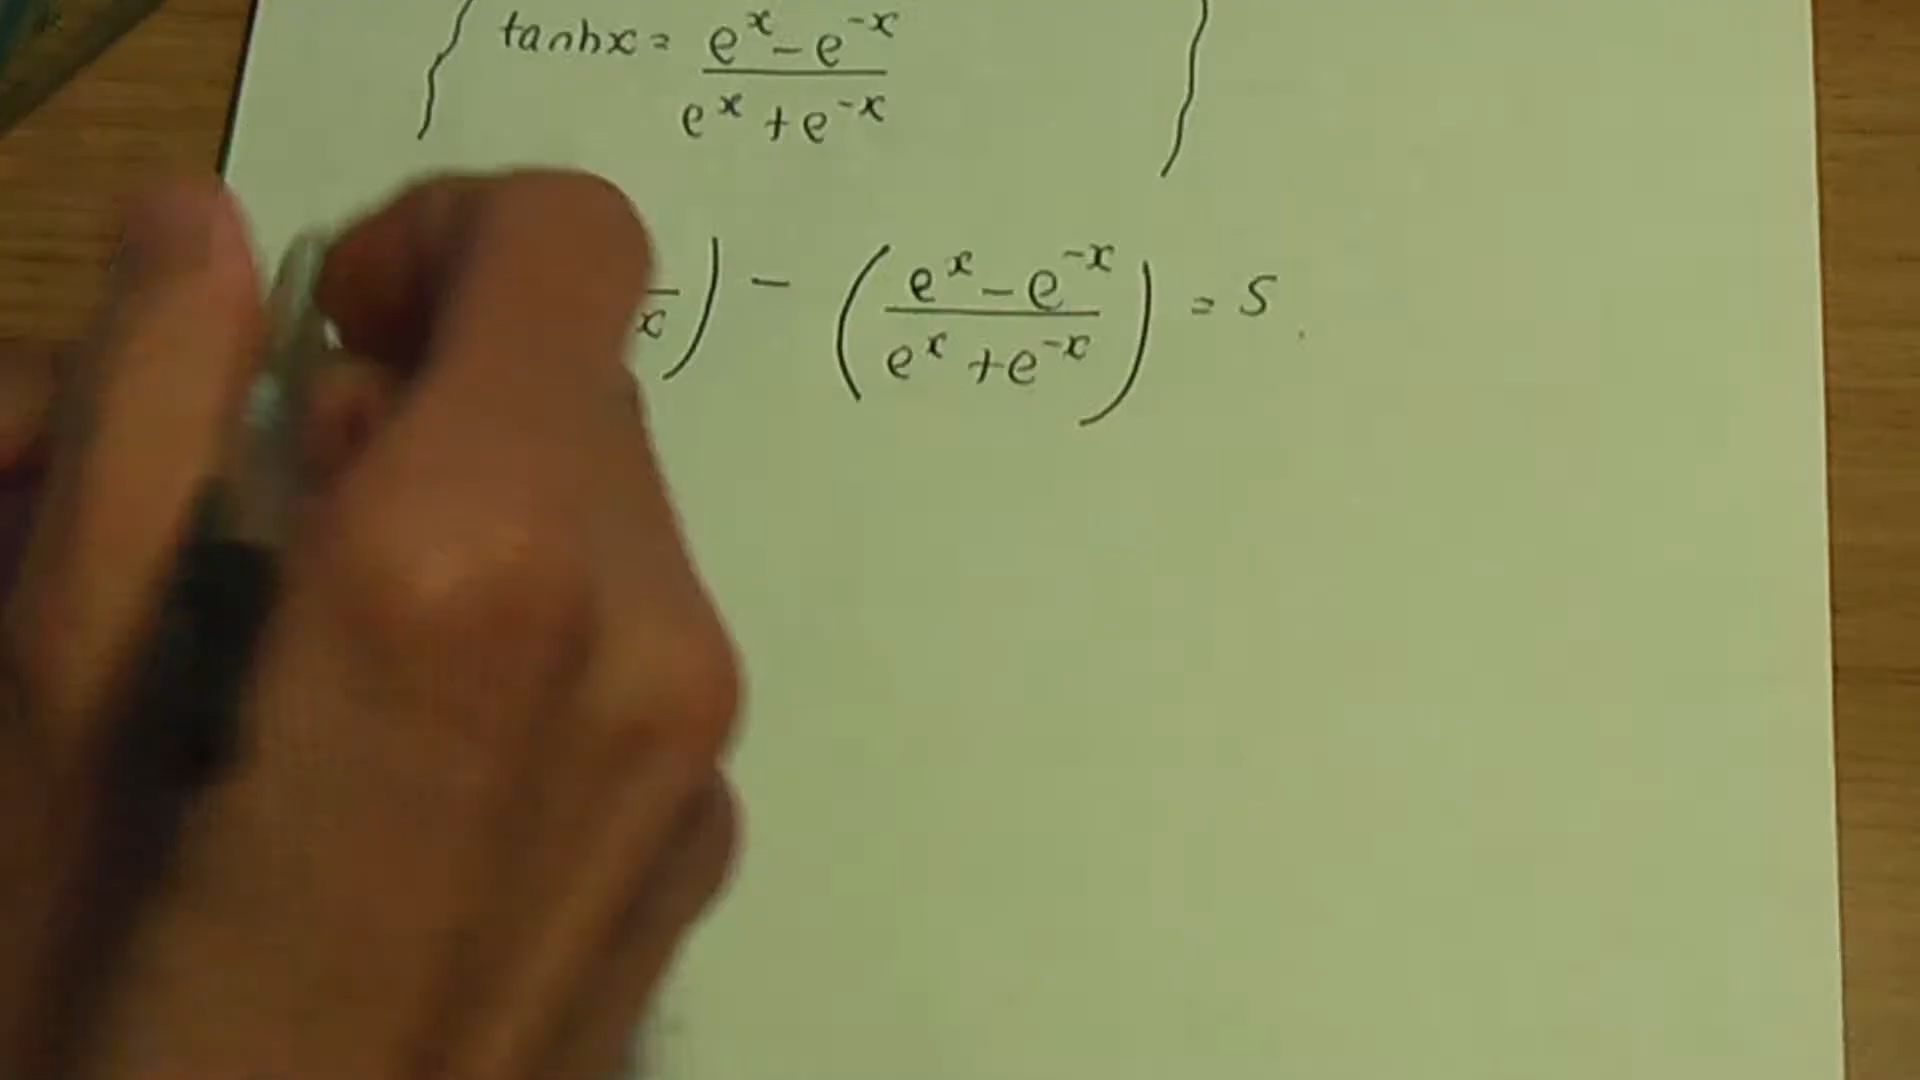 tanhx = e^x - e^-x / e^x + e^-x
x) - (e^x - e^-x / e^x + e^-x) = 5